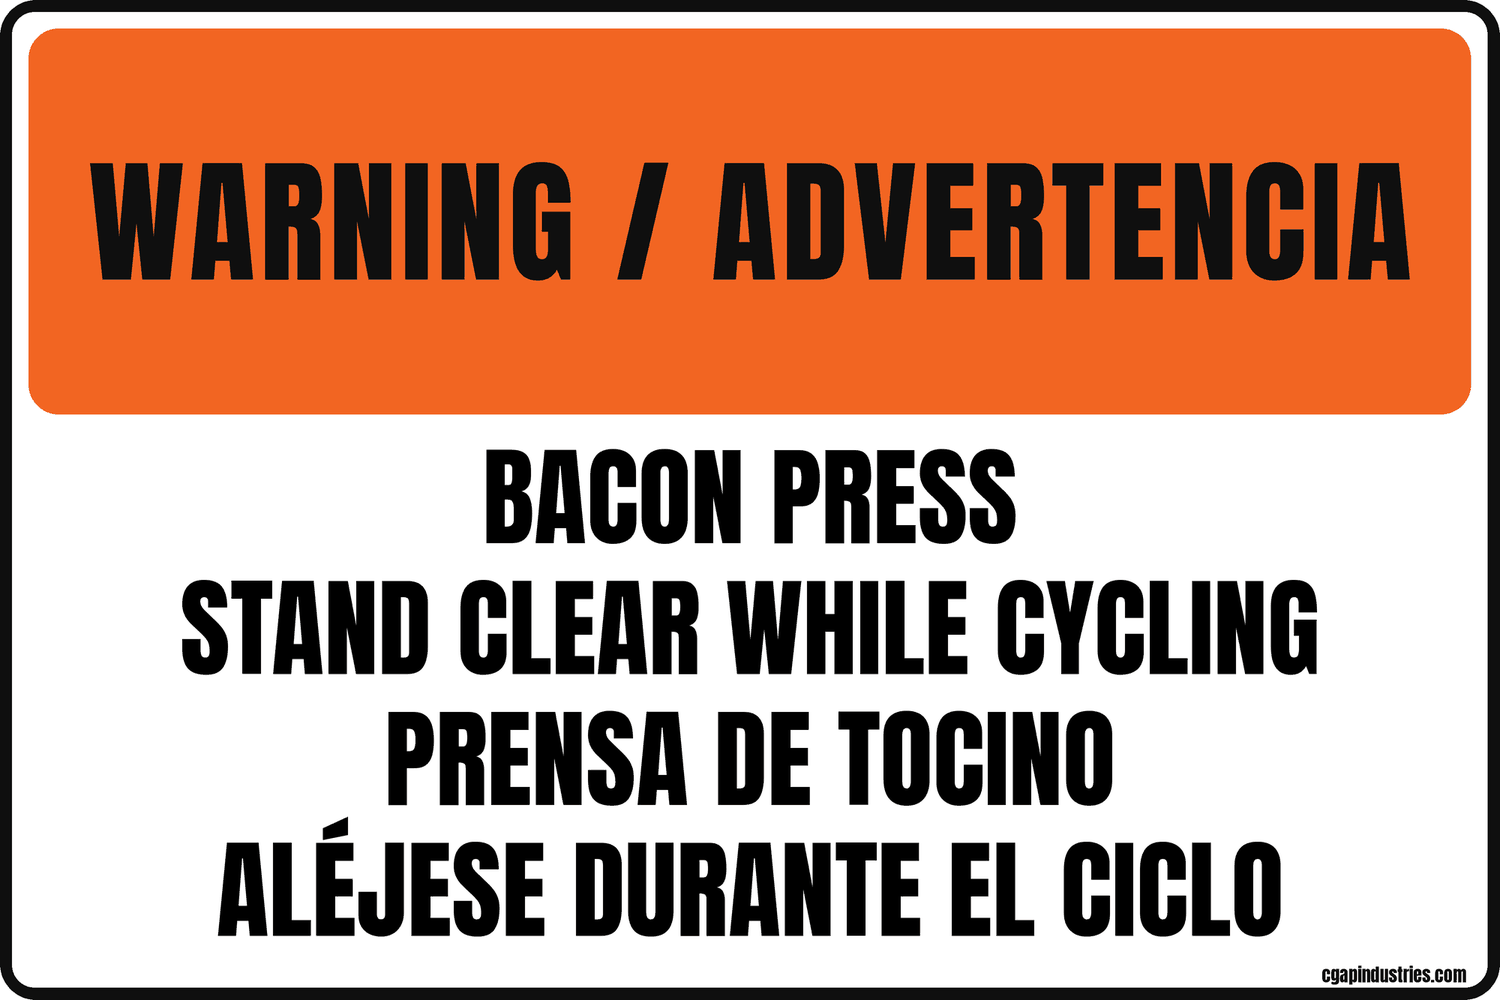 WARNING / ADVERTENCIA
BACON PRESS
STAND CLEAR WHILE CYCLING
PRENSA DE TOCINO
ALÉJESE DURANTE EL CICLO
cgapindustries.com